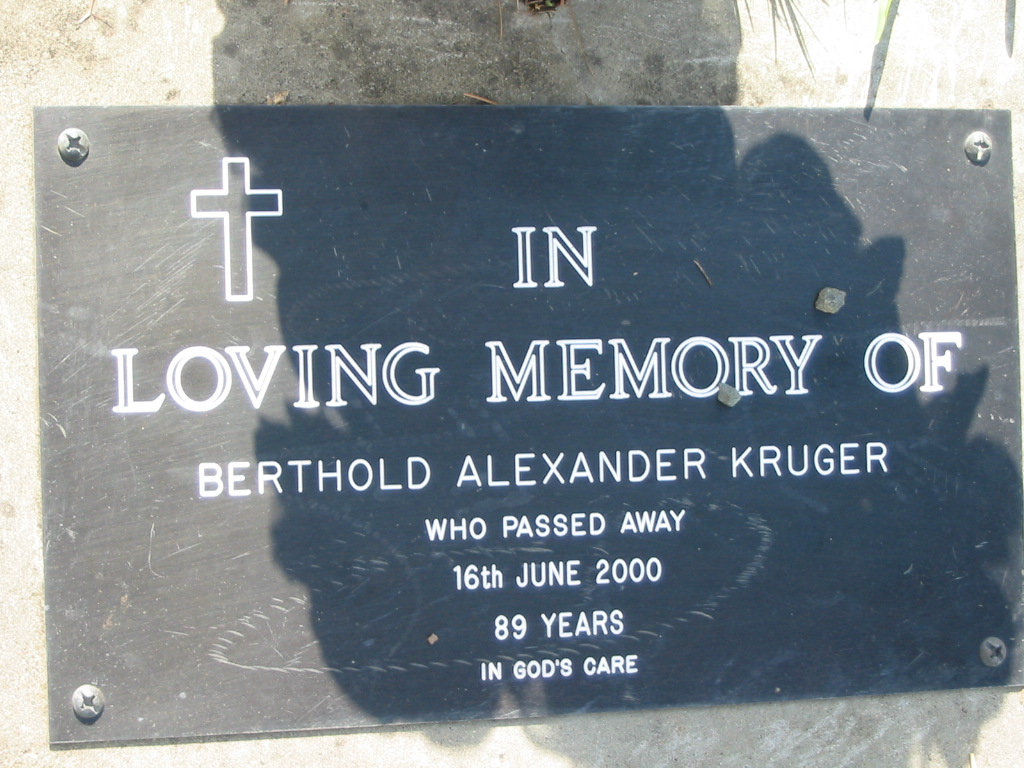 IN
LOVING MEMORY OF
BERTHOLD ALEXANDER KRUGER
WHO PASSED AWAY
16th JUNE 2000
89 YEARS
IN GOD'S CARE